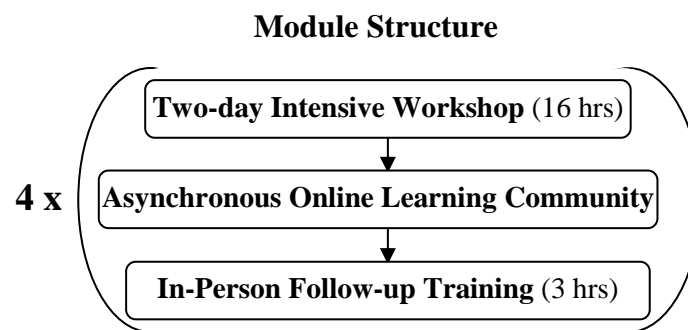 Module Structure
Two-day Intensive Workshop (16 hrs)
4 x
Asynchronous Online Learning Community
In-Person Follow-up Training (3 hrs)